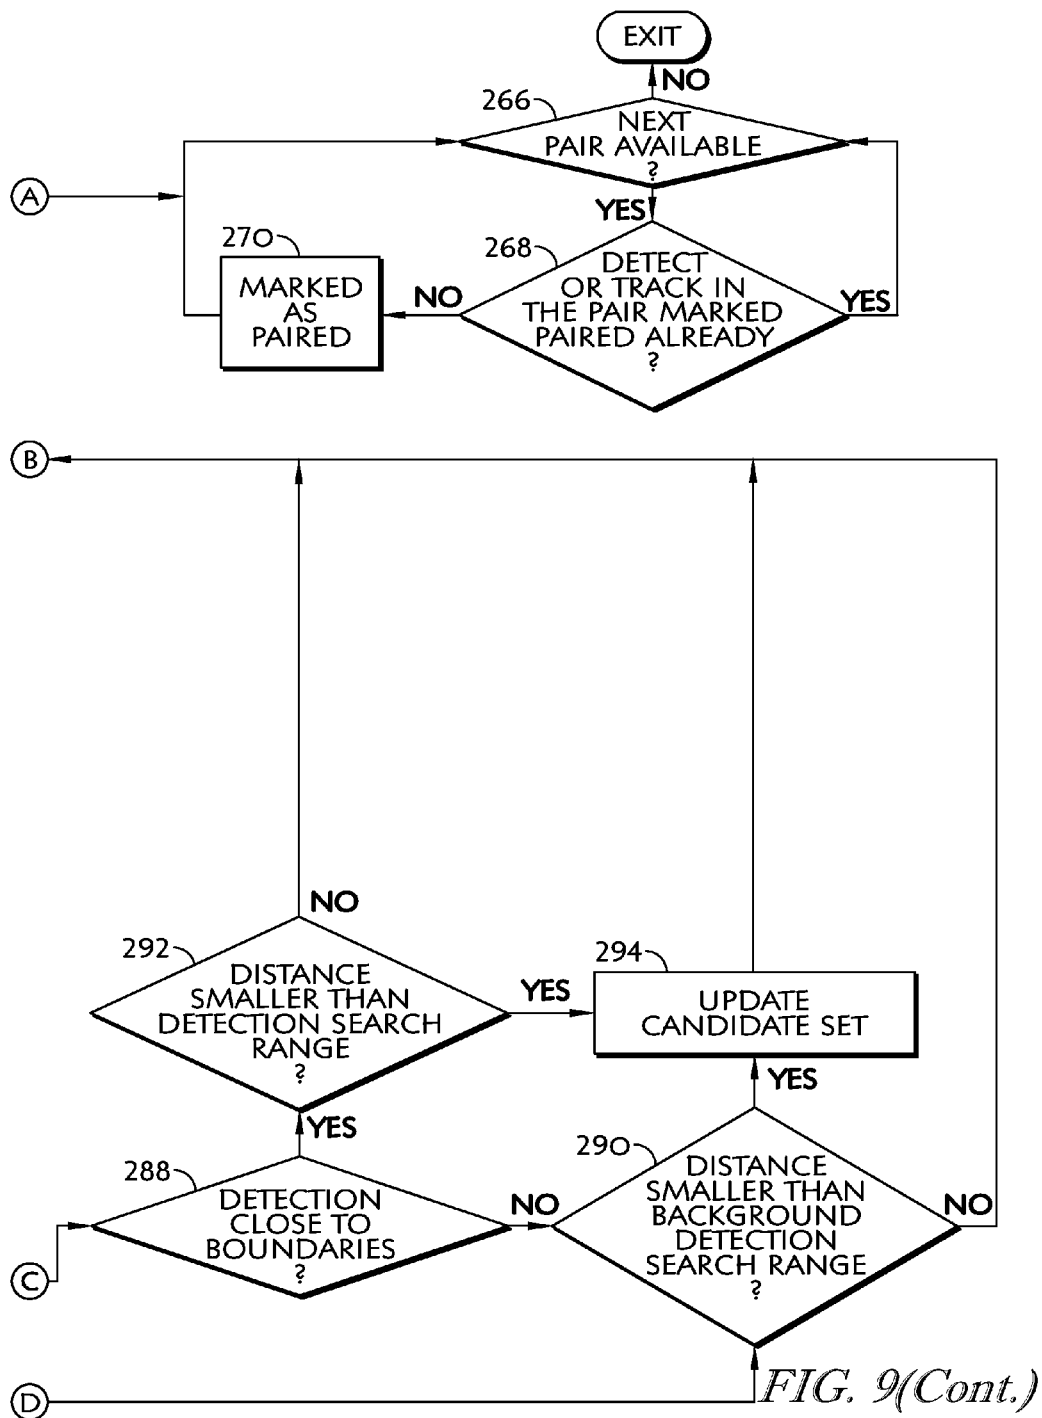 EXIT
NO
266
NEXT
PAIR AVAILABLE
?
A
YES
270
268
DETECT
OR TRACK IN
THE PAIR MARKED
PAIRED ALREADY
?
MARKED
AS
PAIRED
NO
YES
B
NO
292
DISTANCE
SMALLER THAN
DETECTION SEARCH
RANGE
?
YES
294
UPDATE
CANDIDATE SET
YES
YES
288
DETECTION
CLOSE TO
BOUNDARIES
?
NO
290
DISTANCE
SMALLER THAN
BACKGROUND
DETECTION
SEARCH RANGE
?
NO
C
D
FIG. 9(Cont.)